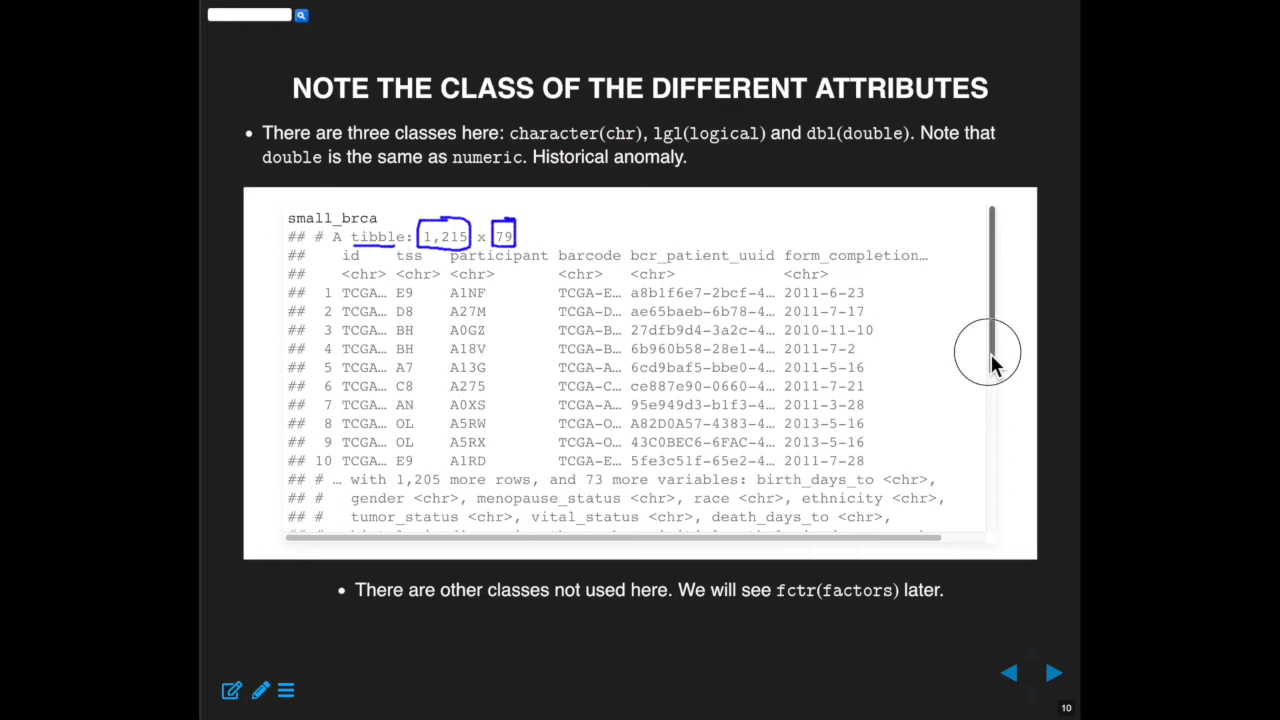 NOTE THE CLASS OF THE DIFFERENT ATTRIBUTES
• There are three classes here: character(chr), lgl(logical) and dbl(double). Note that
double is the same as numeric. Historical anomaly.
small_brca
## # A tibble: 1,215 x 79
## id tss participant barcode bcr_patient_uuid form_completion…
## <chr> <chr> <chr> <chr> <chr> <chr>
## 1 TCGA… E9 A1NF TCGA-E… a8b1f6e7-2bcf-4… 2011-6-23
## 2 TCGA… D8 A27M TCGA-D… ae65baeb-6b78-4… 2011-7-17
## 3 TCGA… BH A0GZ TCGA-B… 27dfb9d4-3a2c-4… 2010-11-10
## 4 TCGA… BH A18V TCGA-B… 6b960b58-28e1-4… 2011-7-2
## 5 TCGA… A7 A13G TCGA-A… 6cd9baf5-bbe0-4… 2011-5-16
## 6 TCGA… C8 A275 TCGA-C… ce887e90-0660-4… 2011-7-21
## 7 TCGA… AN A0XS TCGA-A… 95e949d3-b1f3-4… 2011-3-28
## 8 TCGA… OL A5RW TCGA-O… A82D0A57-4383-4… 2013-5-16
## 9 TCGA… OL A5RX TCGA-O… 43C0BEC6-6FAC-4… 2013-5-16
## 10 TCGA… E9 A1RD TCGA-E… 5fe3c51f-65e2-4… 2011-7-28
## # … with 1,205 more rows, and 73 more variables: birth_days_to <chr>,
## # gender <chr>, menopause_status <chr>, race <chr>, ethnicity <chr>,
## # tumor_status <chr>, vital_status <chr>, death_days_to <chr>,
• There are other classes not used here. We will see fctr(factors) later.
10